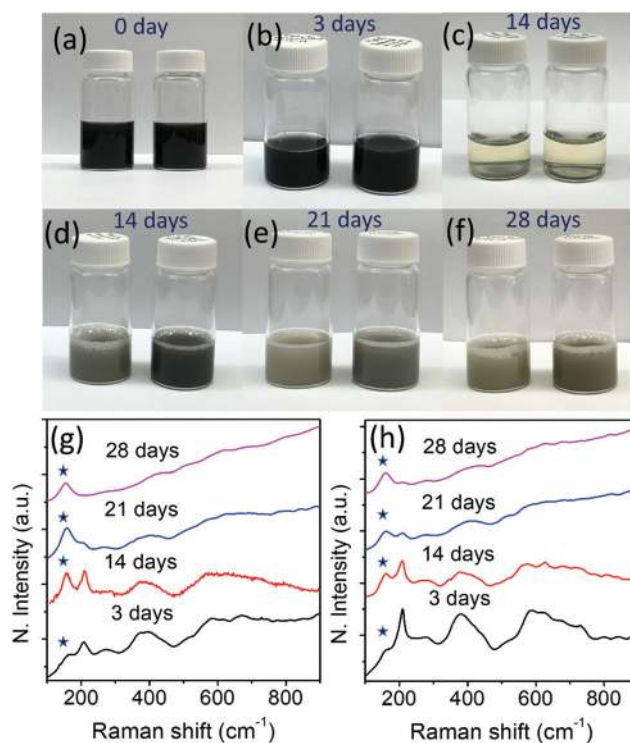 (a) 0 day
(b) 3 days
(c) 14 days
(d) 14 days
(e) 21 days
(f) 28 days
(g)
28 days
21 days
14 days
3 days
N. Intensity (a.u.)
200 400 600 800
Raman shift (cm⁻¹)
(h)
28 days
21 days
14 days
3 days
N. Intensity (a.u.)
200 400 600 800
Raman shift (cm⁻¹)